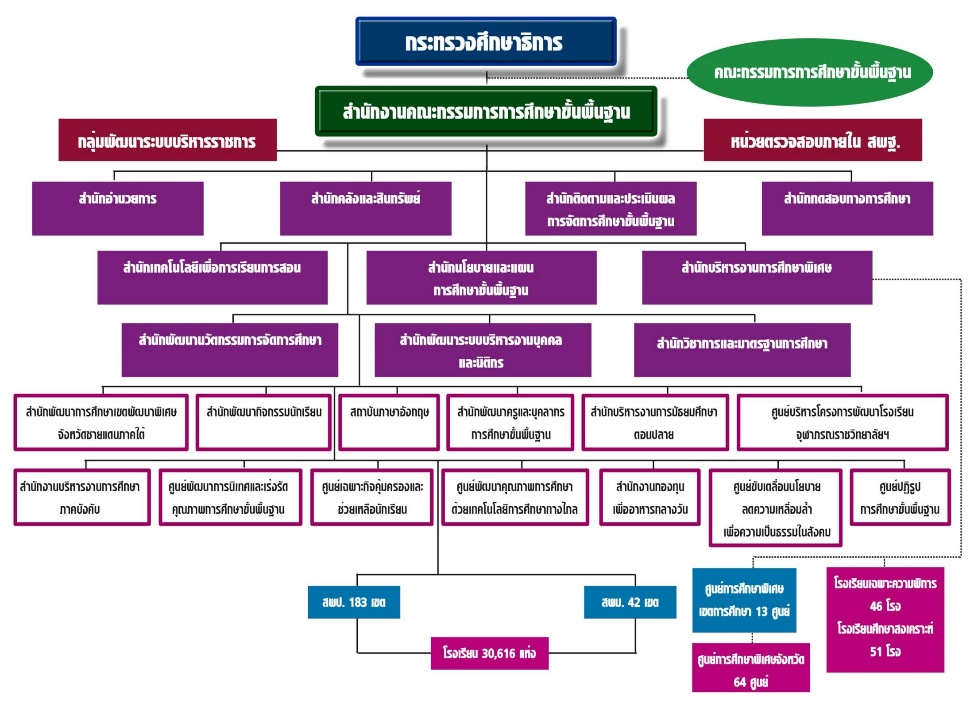 กระทรวงศึกษาธิการ
คณะกรรมการการศึกษาขั้นพื้นฐาน
สำนักงานคณะกรรมการการศึกษาขั้นพื้นฐาน
กลุ่มพัฒนาระบบบริหารราชการ
หน่วยตรวจสอบภายใน สพฐ.
สำนักอำนวยการ
สำนักคลังและสินทรัพย์
สำนักติดตามและประเมินผล
การจัดการศึกษาขั้นพื้นฐาน
สำนักทดสอบทางการศึกษา
สำนักเทคโนโลยีเพื่อการเรียนการสอน
สำนักนโยบายและแผน
การศึกษาขั้นพื้นฐาน
สำนักบริหารงานการศึกษาพิเศษ
สำนักพัฒนานวัตกรรมการจัดการศึกษา
สำนักพัฒนาระบบบริหารงานบุคคล
และนิติกร
สำนักวิชาการและมาตรฐานการศึกษา
สำนักพัฒนาการศึกษาเขตพัฒนาพิเศษ
จังหวัดชายแดนภาคใต้
สำนักพัฒนากิจกรรมนักเรียน
สถาบันภาษาอังกฤษ
สำนักพัฒนาครูและบุคลากร
การศึกษาขั้นพื้นฐาน
สำนักบริหารงานการมัธยมศึกษา
ตอนปลาย
ศูนย์บริหารโครงการพัฒนาโรงเรียน
จุฬาภรณราชวิทยาลัยฯ
สำนักงานบริหารงานการศึกษา
ภาคบังคับ
ศูนย์พัฒนาการนิเทศและเร่งรัด
คุณภาพการศึกษาขั้นพื้นฐาน
ศูนย์เฉพาะกิจคุ้มครองและ
ช่วยเหลือนักเรียน
ศูนย์พัฒนาคุณภาพการศึกษา
ด้วยเทคโนโลยีการศึกษาทางไกล
สำนักงานกองทุน
เพื่ออาหารกลางวัน
ศูนย์ขับเคลื่อนนโยบาย
ลดความเหลื่อมล้ำ
เพื่อความเป็นธรรมในสังคม
ศูนย์ปฏิรูป
การศึกษาขั้นพื้นฐาน
สพป. 183 เขต
สพม. 42 เขต
โรงเรียน 30,616 แห่ง
ศูนย์การศึกษาพิเศษ
เขตการศึกษา 13 ศูนย์
ศูนย์การศึกษาพิเศษจังหวัด
64 ศูนย์
โรงเรียนเฉพาะความพิการ
46 โรง
โรงเรียนศึกษาสงเคราะห์
51 โรง